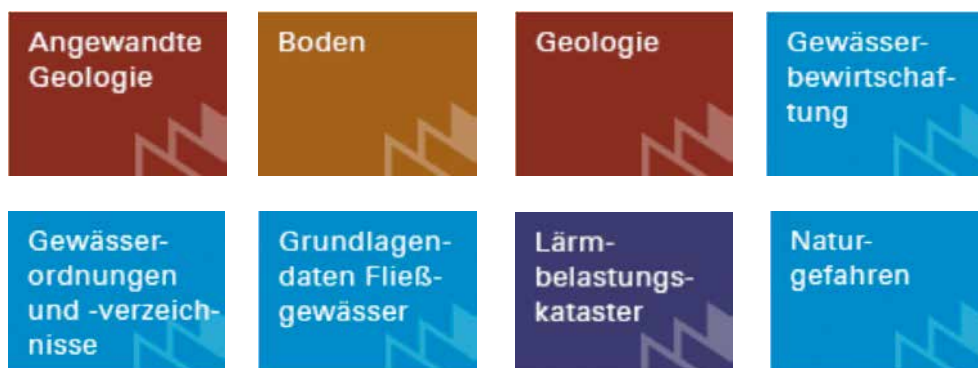 Angewandte
Geologie
Boden
Geologie
Gewässer-
bewirtschaf-
tung
Gewässer-
ordnungen
und -verzeich-
nisse
Grundlagen-
daten Fließ-
gewässer
Lärm-
belastungs-
kataster
Natur-
gefahren